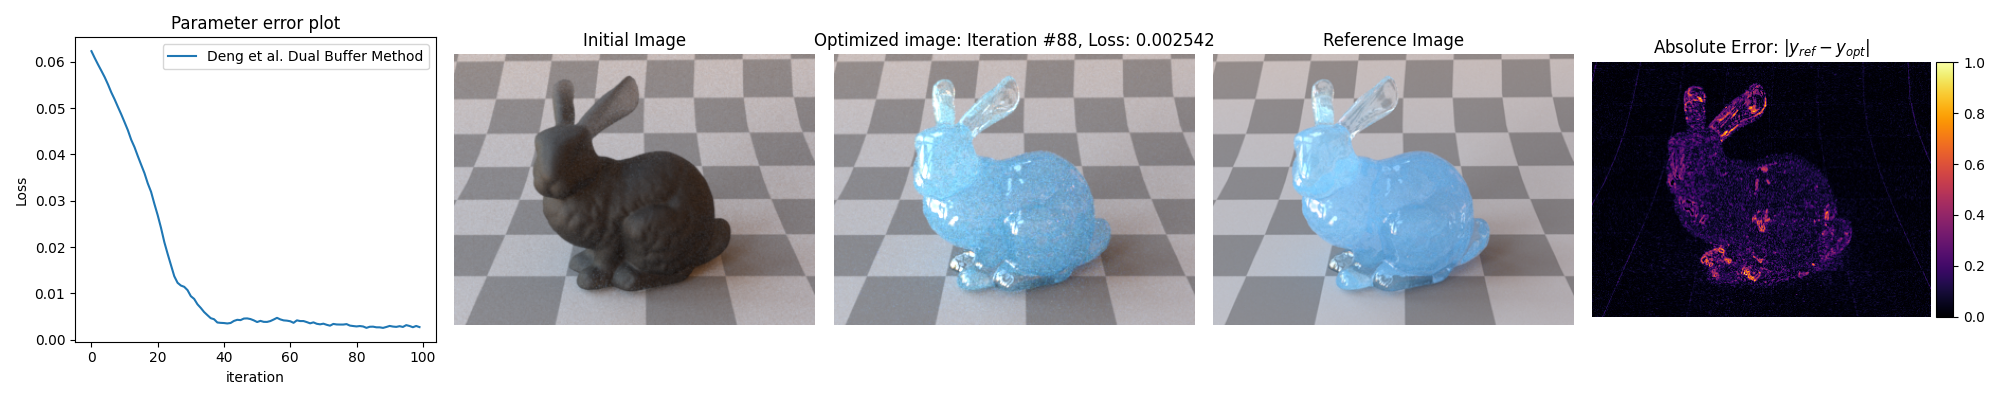 Parameter error plot
Loss
0.06
0.05
0.04
0.03
0.02
0.01
0.00
Deng et al. Dual Buffer Method
0 20 40 60 80 100
iteration
Initial Image
Optimized image: Iteration #88, Loss: 0.002542
Reference Image
Absolute Error: |y_ref − y_opt|
1.0
0.8
0.6
0.4
0.2
0.0